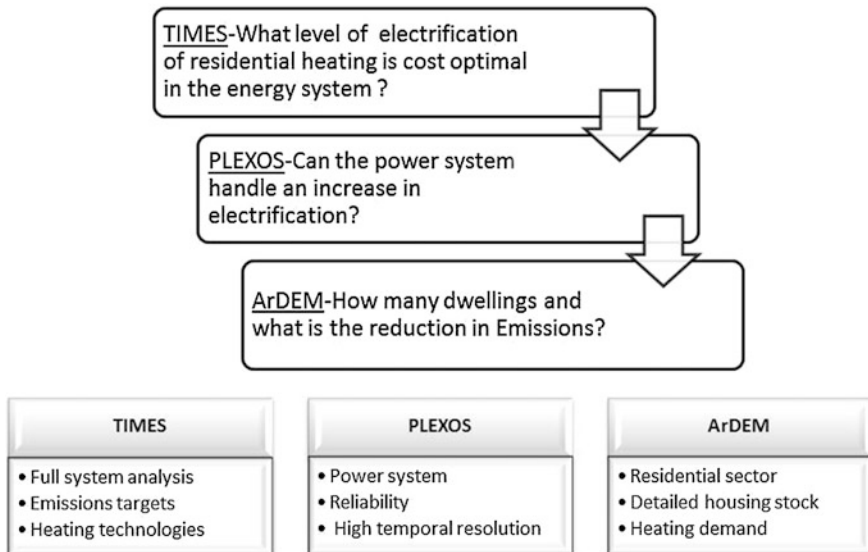 TIMES-What level of electrification
of residential heating is cost optimal
in the energy system ?
PLEXOS-Can the power system
handle an increase in
electrification?
ArDEM-How many dwellings and
what is the reduction in Emissions?
TIMES
• Full system analysis
• Emissions targets
• Heating technologies
PLEXOS
• Power system
• Reliability
• High temporal resolution
ArDEM
• Residential sector
• Detailed housing stock
• Heating demand